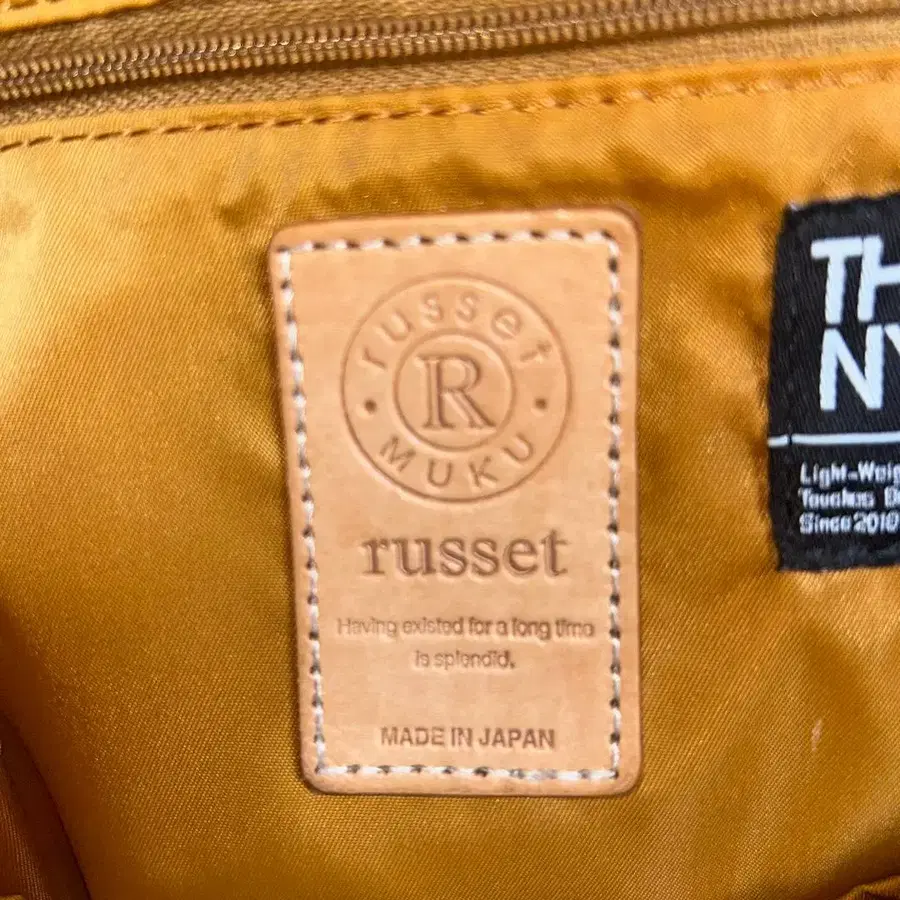 russet
R
MUKU
russet
Having existed for a long time
is splendid.
MADE IN JAPAN
TH
NY
Light-Weig
Since 2010